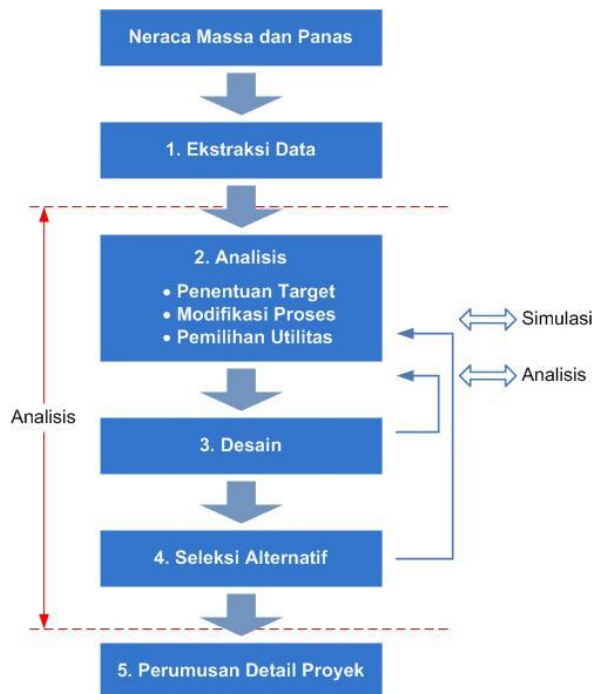 Neraca Massa dan Panas
1. Ekstraksi Data
2. Analisis
• Penentuan Target
• Modifikasi Proses
• Pemilihan Utilitas
Simulasi
Analisis
Analisis
3. Desain
4. Seleksi Alternatif
5. Perumusan Detail Proyek